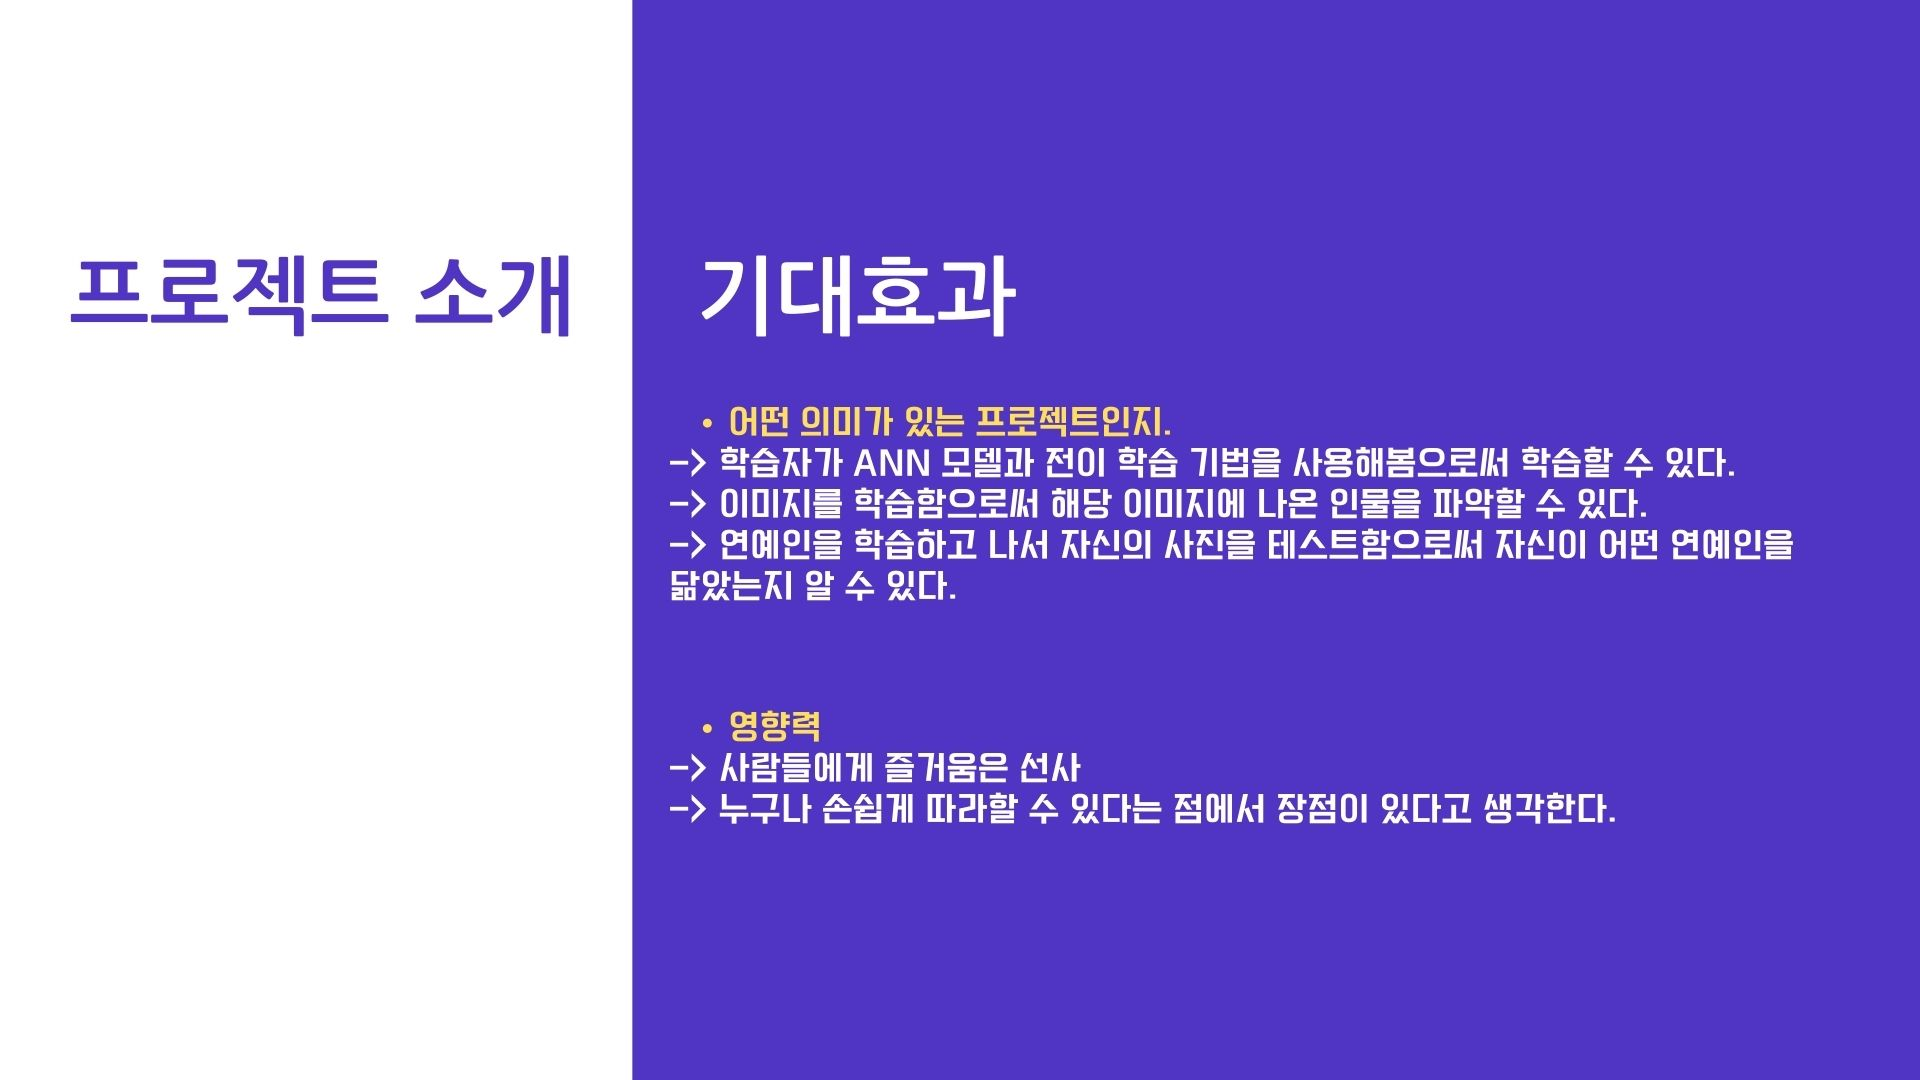 프로젝트 소개
기대효과
• 어떤 의미가 있는 프로젝트인지.
–> 학습자가 ANN 모델과 전이 학습 기법을 사용해봄으로써 학습할 수 있다.
–> 이미지를 학습함으로써 해당 이미지에 나온 인물을 파악할 수 있다.
–> 연예인을 학습하고 나서 자신의 사진을 테스트함으로써 자신이 어떤 연예인을
닮았는지 알 수 있다.
• 영향력
–> 사람들에게 즐거움은 선사
–> 누구나 손쉽게 따라할 수 있다는 점에서 장점이 있다고 생각한다.